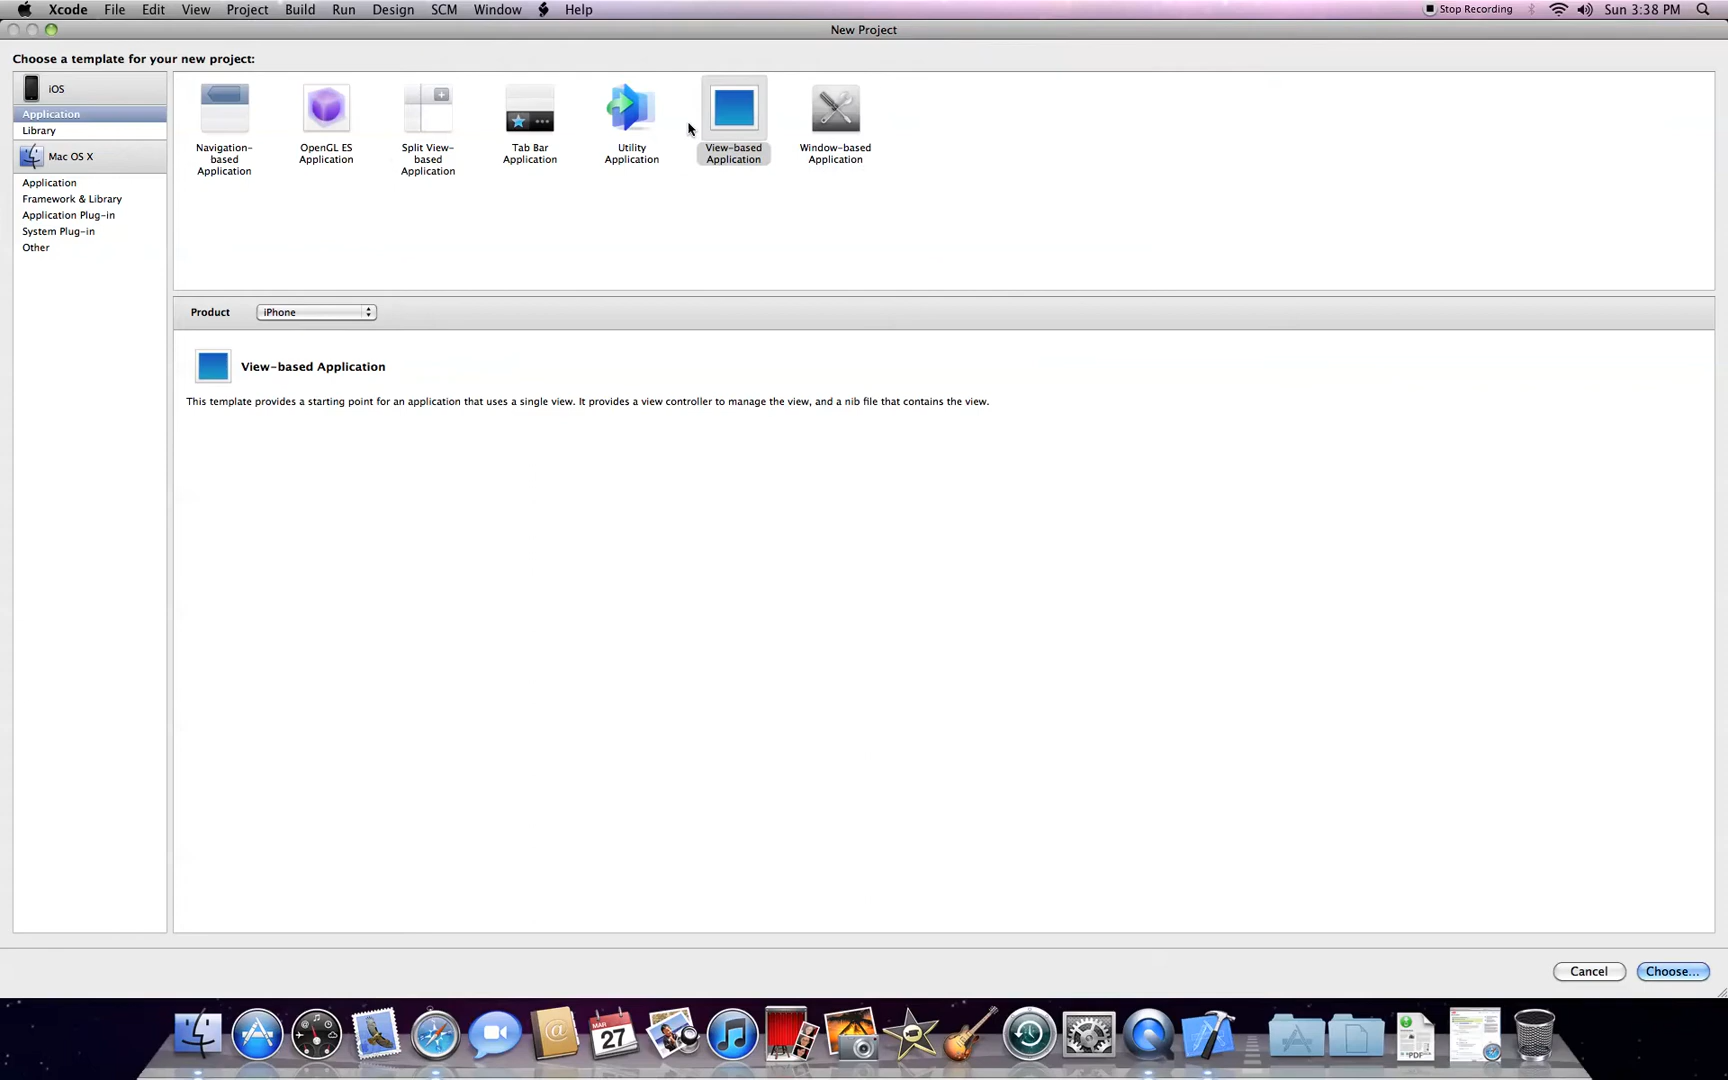 Xcode File Edit View Project Build Run Design SCM Window Help Stop Recording Sun 3:38 PM
New Project
Choose a template for your new project:
iOS
Application
Library
Mac OS X
Application
Framework & Library
Application Plug-in
System Plug-in
Other
Navigation-
based
Application
OpenGL ES
Application
Split View-
based
Application
Tab Bar
Application
Utility
Application
View-based
Application
Window-based
Application
Product iPhone
View-based Application
This template provides a starting point for an application that uses a single view. It provides a view controller to manage the view, and a nib file that contains the view.
Cancel Choose...
MAR
27
PDF